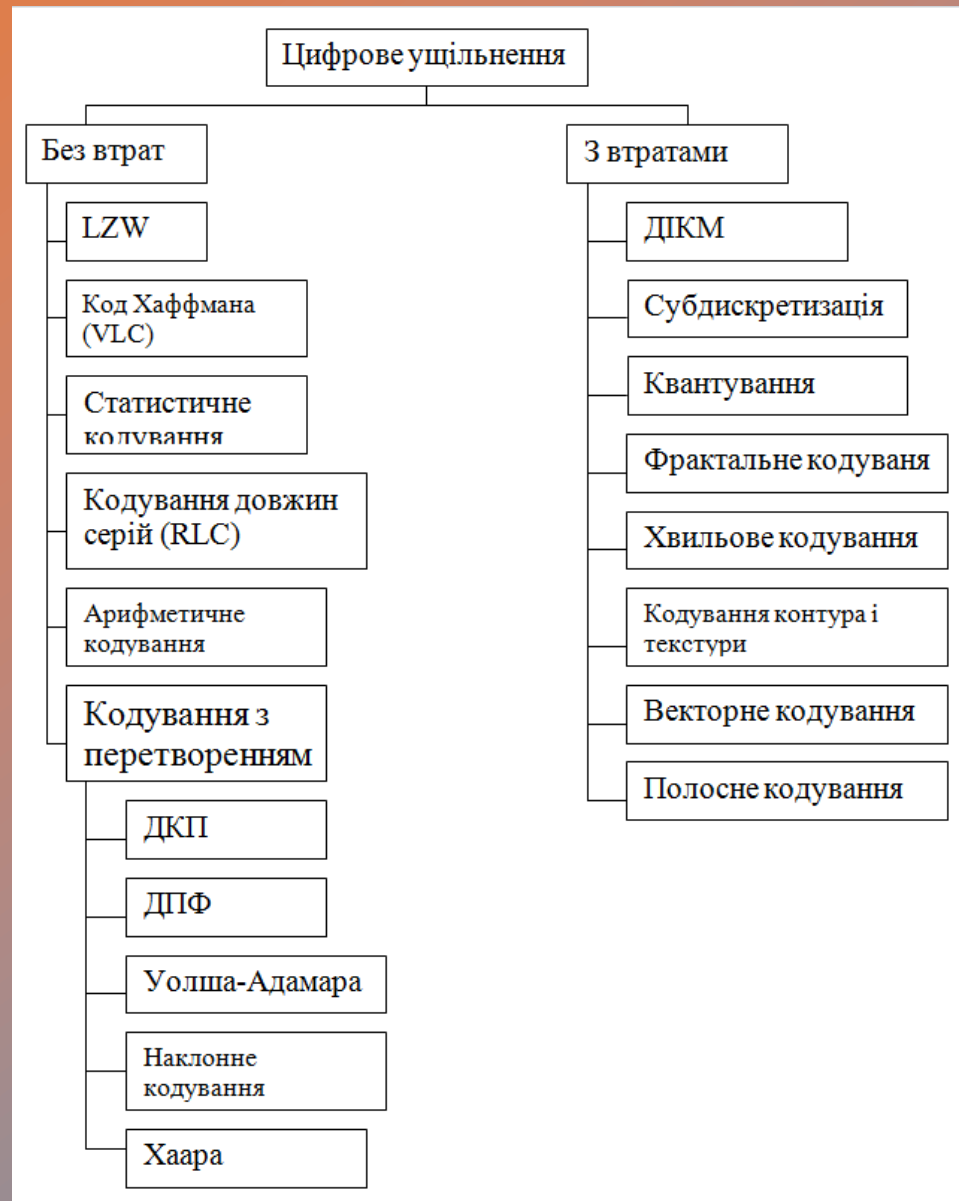 Цифрове ущільнення
Без втрат
LZW
Код Хаффмана
(VLC)
Статистичне
кодування
Кодування довжин
серій (RLC)
Арифметичне
кодування
Кодування з
перетворенням
ДКП
ДПФ
Уолша-Адамара
Наклонне
кодування
Хаара
З втратами
ДІКМ
Субдискретизація
Квантування
Фрактальне кодуваня
Хвильове кодування
Кодування контура і
текстури
Векторне кодування
Полосне кодування